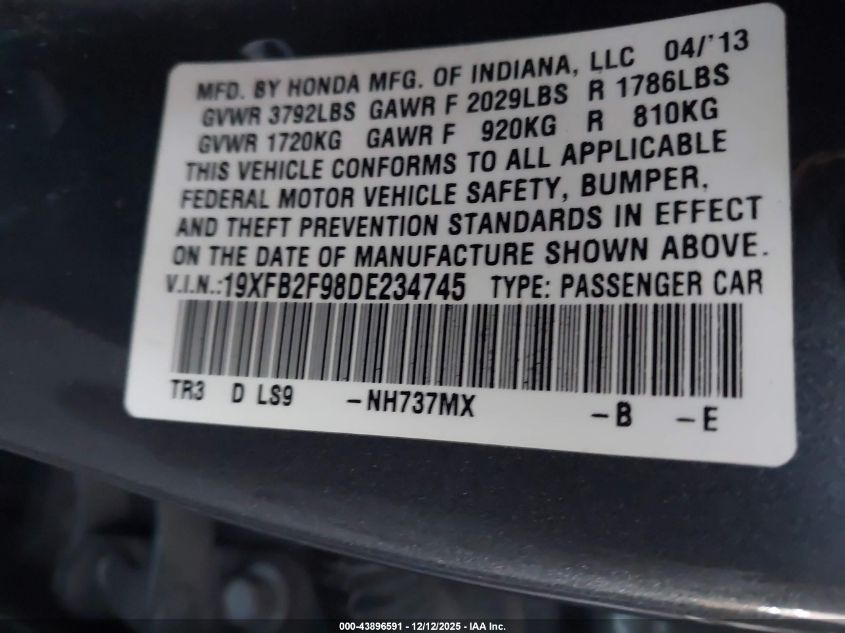 MFD. BY HONDA MFG. OF INDIANA, LLC 04/'13
GVWR 3792LBS GAWR F 2029LBS R 1786LBS
GVWR 1720KG GAWR F 920KG R 810KG
THIS VEHICLE CONFORMS TO ALL APPLICABLE
FEDERAL MOTOR VEHICLE SAFETY, BUMPER,
AND THEFT PREVENTION STANDARDS IN EFFECT
ON THE DATE OF MANUFACTURE SHOWN ABOVE.
V.I.N.:19XFB2F98DE234745 TYPE: PASSENGER CAR
TR3 D LS9 -NH737MX -B -E
000-43896591 - 12/12/2025 - IAA Inc.